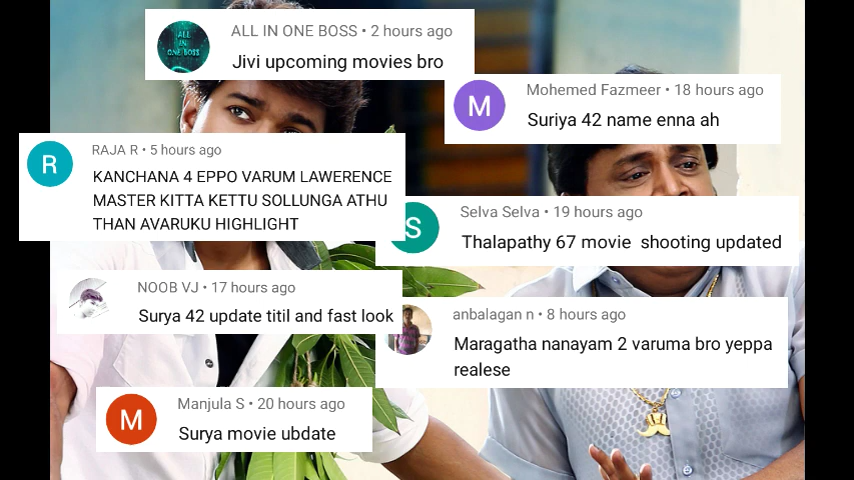 ALL IN ONE BOSS
ALL IN ONE BOSS • 2 hours ago
Jivi upcoming movies bro
M
Mohemed Fazmeer • 18 hours ago
Suriya 42 name enna ah
R
RAJA R • 5 hours ago
KANCHANA 4 EPPO VARUM LAWERENCE
MASTER KITTA KETTU SOLLUNGA ATHU
THAN AVARUKU HIGHLIGHT
S
Selva Selva • 19 hours ago
Thalapathy 67 movie shooting updated
NOOB VJ • 17 hours ago
Surya 42 update titil and fast look
anbalagan n • 8 hours ago
Maragatha nanayam 2 varuma bro yeppa
realese
M
Manjula S • 20 hours ago
Surya movie ubdate